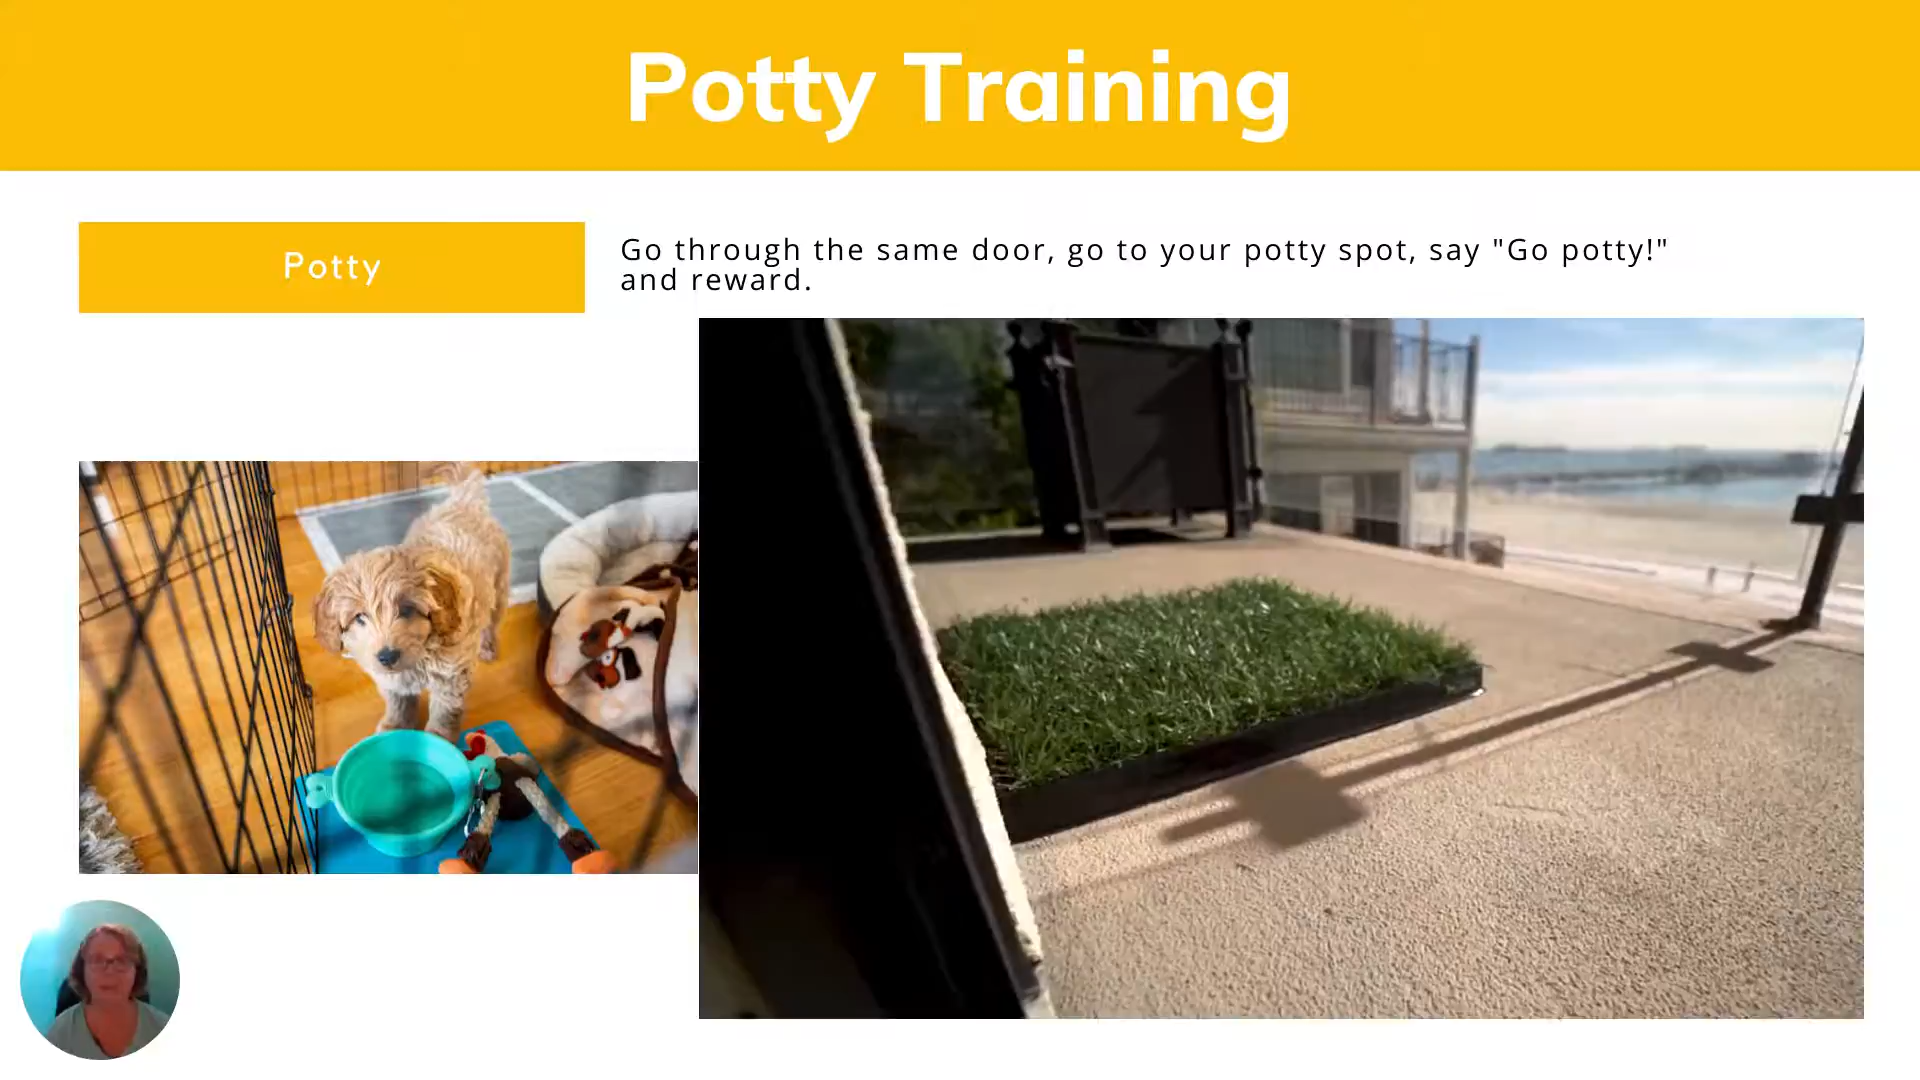 Potty Training
Potty
Go through the same door, go to your potty spot, say "Go potty!"
and reward.